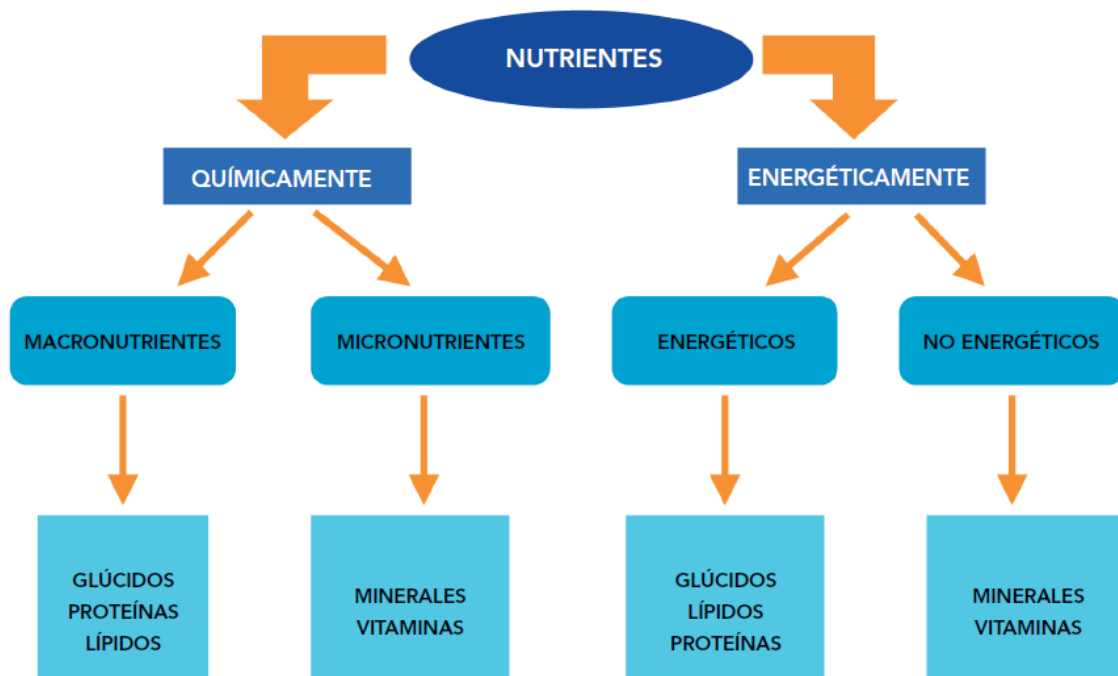 NUTRIENTES
QUÍMICAMENTE
ENERGÉTICAMENTE
MACRONUTRIENTES
MICRONUTRIENTES
ENERGÉTICOS
NO ENERGÉTICOS
GLÚCIDOS
PROTEÍNAS
LÍPIDOS
MINERALES
VITAMINAS
GLÚCIDOS
LÍPIDOS
PROTEÍNAS
MINERALES
VITAMINAS